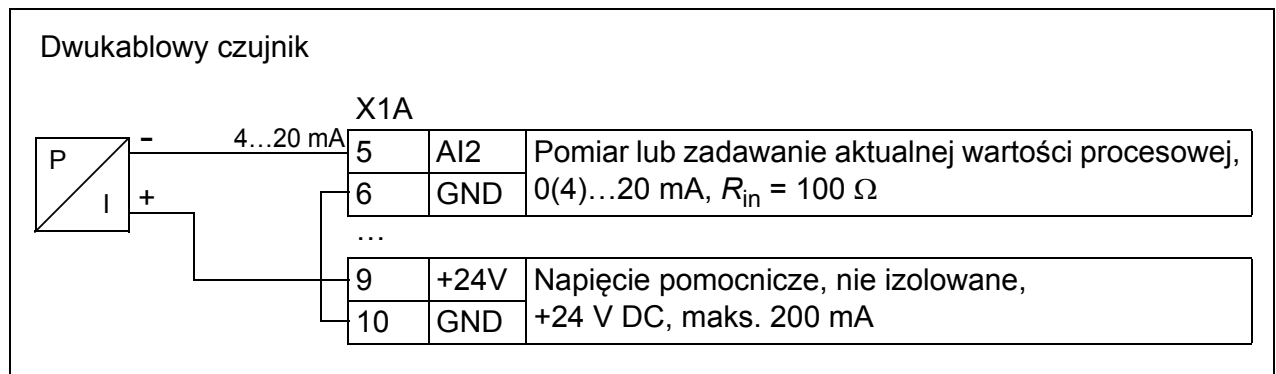 Dwukablowy czujnik
X1A
P
I
-
+
4…20 mA
5 AI2 Pomiar lub zadawanie aktualnej wartości procesowej,
6 GND 0(4)…20 mA, Rin = 100 Ω
…
9 +24V Napięcie pomocnicze, nie izolowane,
10 GND +24 V DC, maks. 200 mA